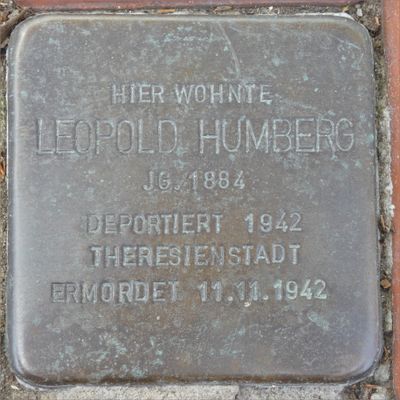 HIER WOHNTE
LEOPOLD HUMBERG
JG. 1884
DEPORTIERT 1942
THERESIENSTADT
ERMORDET 11.11.1942